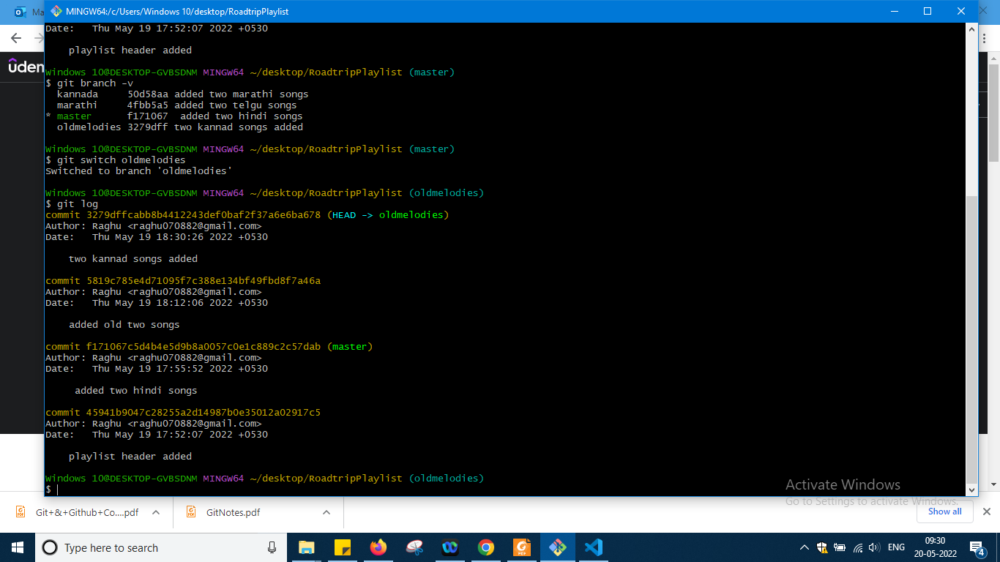 Ma
MINGW64:/c/Users/Windows 10/desktop/RoadtripPlaylist
ûdem
Date:   Thu May 19 17:52:07 2022 +0530
    playlist header added
Windows 10@DESKTOP-GVBSDNM MINGW64 ~/desktop/RoadtripPlaylist (master)
$ git branch -v
  kannada     50d58aa added two marathi songs
  marathi     4fbb5a5 added two telgu songs
* master      f171067  added two hindi songs
  oldmelodies 3279dff two kannad songs added
Windows 10@DESKTOP-GVBSDNM MINGW64 ~/desktop/RoadtripPlaylist (master)
$ git switch oldmelodies
Switched to branch 'oldmelodies'
Windows 10@DESKTOP-GVBSDNM MINGW64 ~/desktop/RoadtripPlaylist (oldmelodies)
$ git log
commit 3279dffcabb8b4412243def0baf2f37a6e6ba678 (HEAD -> oldmelodies)
Author: Raghu <raghu070882@gmail.com>
Date:   Thu May 19 18:30:26 2022 +0530
    two kannad songs added
commit 5819c785e4d71095f7c388e134bf49fbd8f7a46a
Author: Raghu <raghu070882@gmail.com>
Date:   Thu May 19 18:12:06 2022 +0530
    added old two songs
commit f171067c5d4b4e5d9b8a0057c0e1c889c2c57dab (master)
Author: Raghu <raghu070882@gmail.com>
Date:   Thu May 19 17:55:52 2022 +0530
     added two hindi songs
commit 45941b9047c28255a2d14987b0e35012a02917c5
Author: Raghu <raghu070882@gmail.com>
Date:   Thu May 19 17:52:07 2022 +0530
    playlist header added
Windows 10@DESKTOP-GVBSDNM MINGW64 ~/desktop/RoadtripPlaylist (oldmelodies)
$
Activate Windows
Go to Settings to activate Windows.
Git+&+Github+Co....pdf
GitNotes.pdf
Show all
Type here to search
ENG
09:30
20-05-2022
4